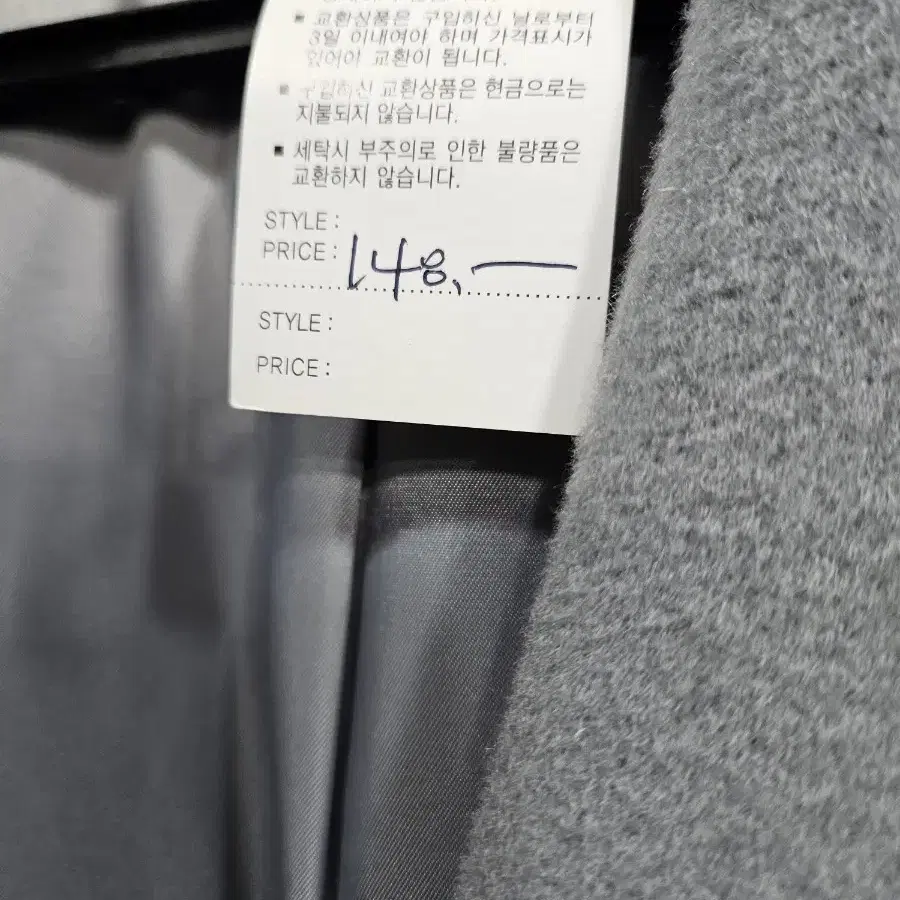 ■ 교환상품은 구입하신 날로부터
3일 이내여야 하며 가격표시가
있어야 교환이 됩니다.
■ 구입하신 교환상품은 현금으로는
지불되지 않습니다.
■ 세탁시 부주의로 인한 불량품은
교환하지 않습니다.
STYLE :
PRICE : 148,—
STYLE :
PRICE :